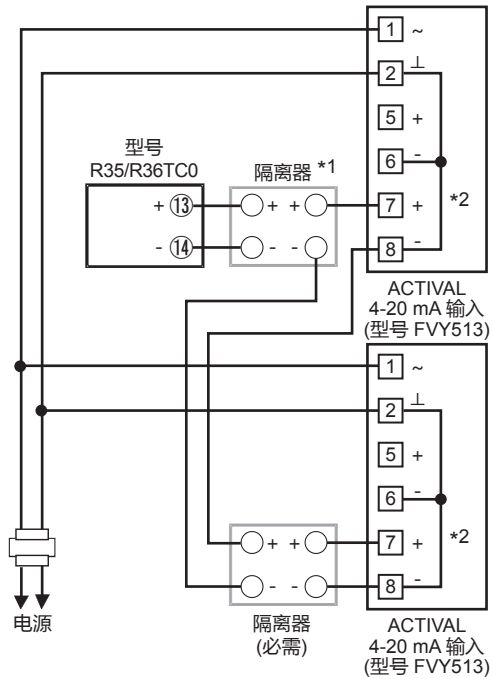 1 ~
2 ⊥
5 +
6 -
7 +
8 -
*2
型号
R35/R36TC0
+ ⑬
- ⑭
隔离器 *1
+ +
- -
ACTIVAL
4-20 mA 输入
(型号 FVY513)
1 ~
2 ⊥
5 +
6 -
7 +
8 -
*2
+ +
- -
电源
隔离器
(必需)
ACTIVAL
4-20 mA 输入
(型号 FVY513)